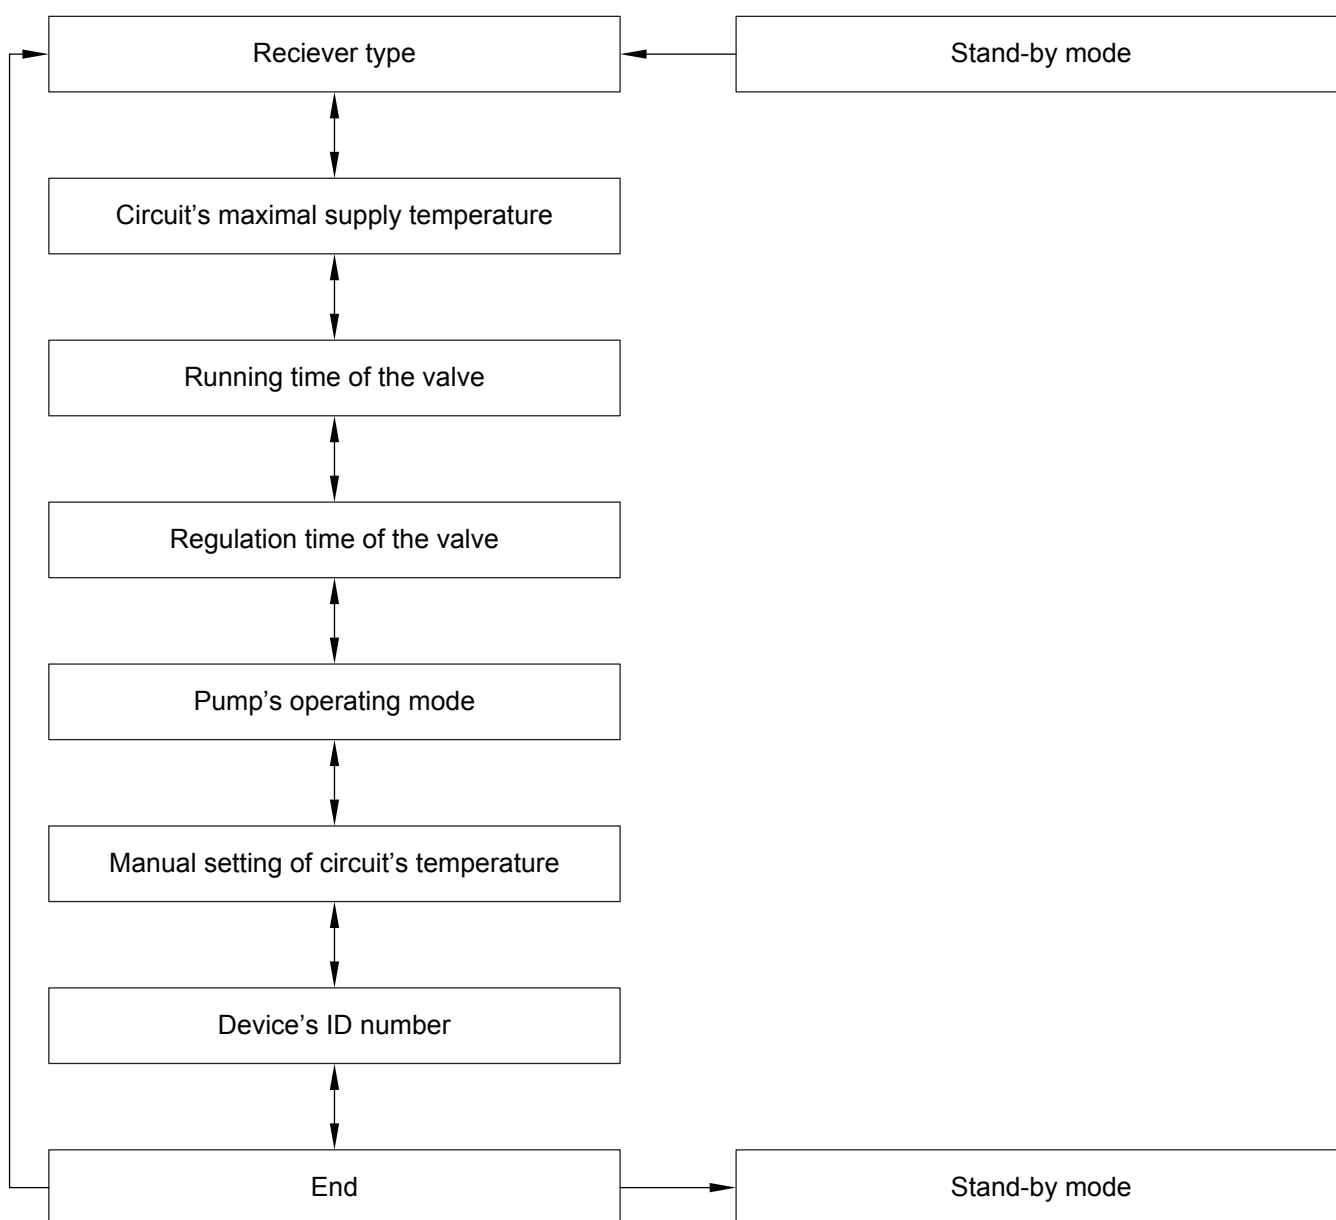 Reciever type
Stand-by mode
Circuit’s maximal supply temperature
Running time of the valve
Regulation time of the valve
Pump’s operating mode
Manual setting of circuit’s temperature
Device’s ID number
End
Stand-by mode